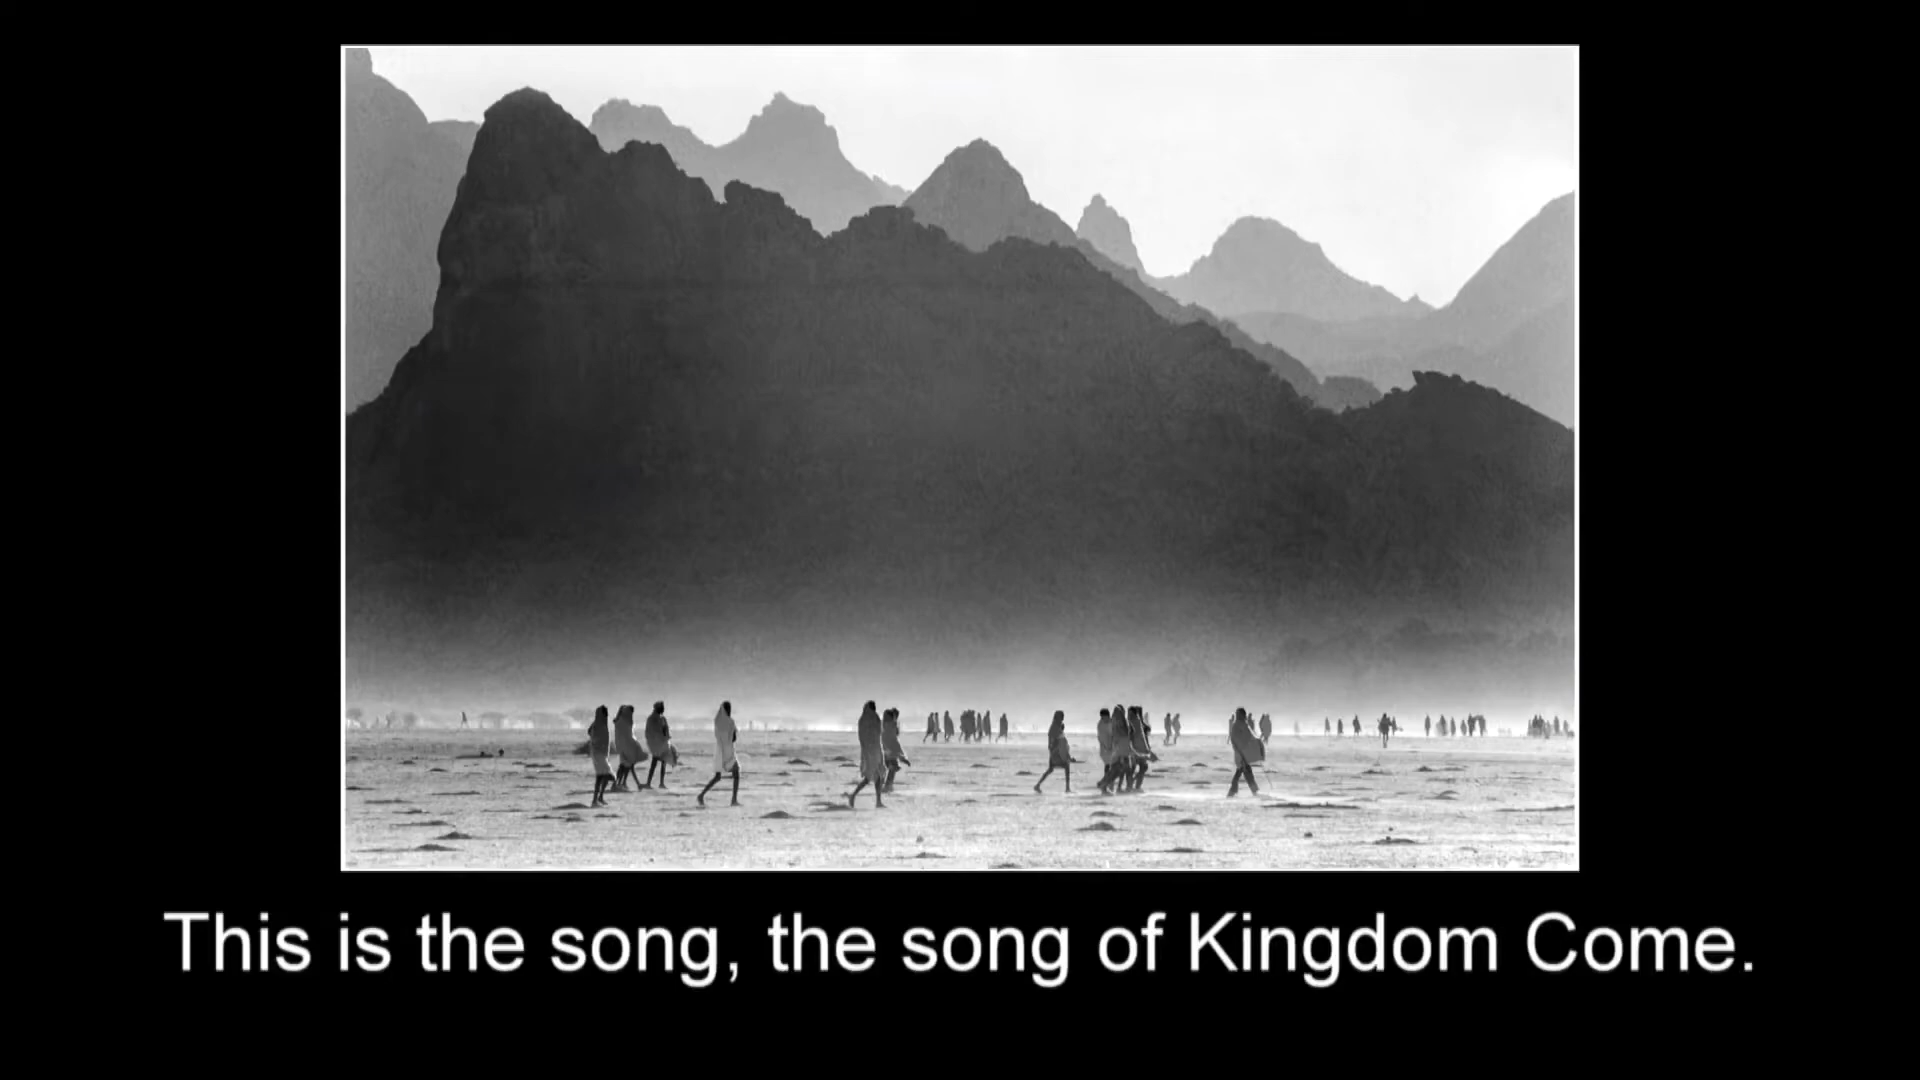 This is the song, the song of Kingdom Come.